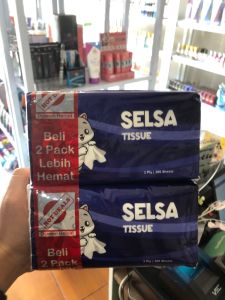 Beli
2 Pack
Lebih
Hemat
SELSA
TISSUE
SELSA
TISSUE
Beli
2 Pack